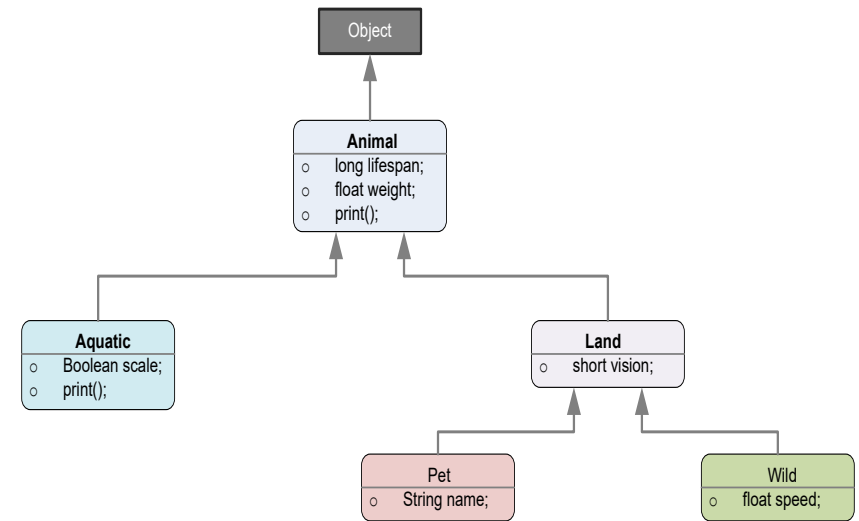 Object
Animal
long lifespan;
float weight;
print();
Aquatic
Boolean scale;
print();
Land
short vision;
Pet
String name;
Wild
float speed;